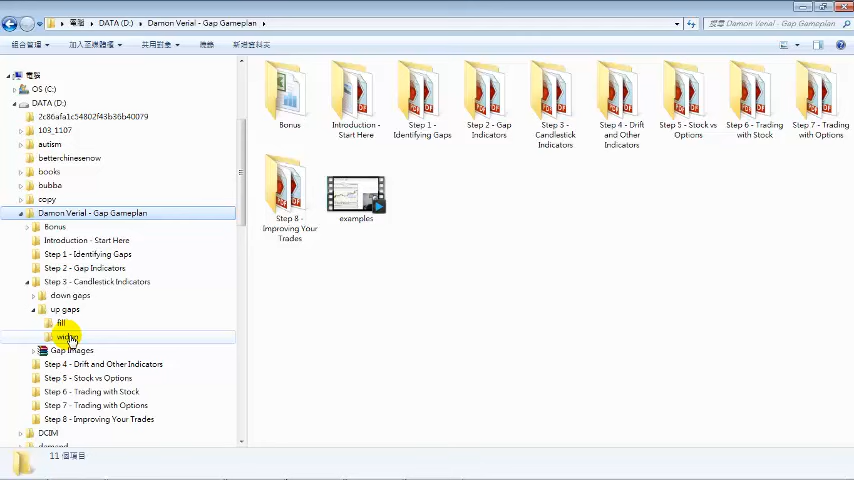 電腦 ▸ DATA (D:) ▸ Damon Verial - Gap Gameplan ▸
搜尋 Damon Verial - Gap Gameplan
組合管理 ▾ 加入至媒體櫃 ▾ 共用對象 ▾ 燒錄 新增資料夾
電腦
OS (C:)
DATA (D:)
2c86afa1c54802f43b36b40079
103_1107
autism
betterchinesenow
books
bubba
copy
Damon Verial - Gap Gameplan
Bonus
Introduction - Start Here
Step 1 - Identifying Gaps
Step 2 - Gap Indicators
Step 3 - Candlestick Indicators
down gaps
up gaps
fill
Gap Images
Step 4 - Drift and Other Indicators
Step 5 - Stock vs Options
Step 6 - Trading with Stock
Step 7 - Trading with Options
Step 8 - Improving Your Trades
DCIM
Bonus
Introduction -
Start Here
Step 1 -
Identifying Gaps
Step 2 - Gap
Indicators
Step 3 -
Candlestick
Indicators
Step 4 - Drift
and Other
Indicators
Step 5 - Stock vs
Options
Step 6 - Trading
with Stock
Step 7 - Trading
with Options
Step 8 -
Improving Your
Trades
examples
11 個項目